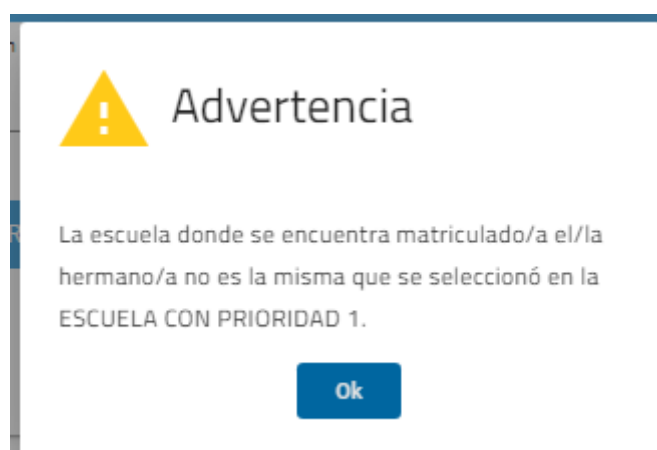 Advertencia
La escuela donde se encuentra matriculado/a el/la
hermano/a no es la misma que se seleccionó en la
ESCUELA CON PRIORIDAD 1.
Ok